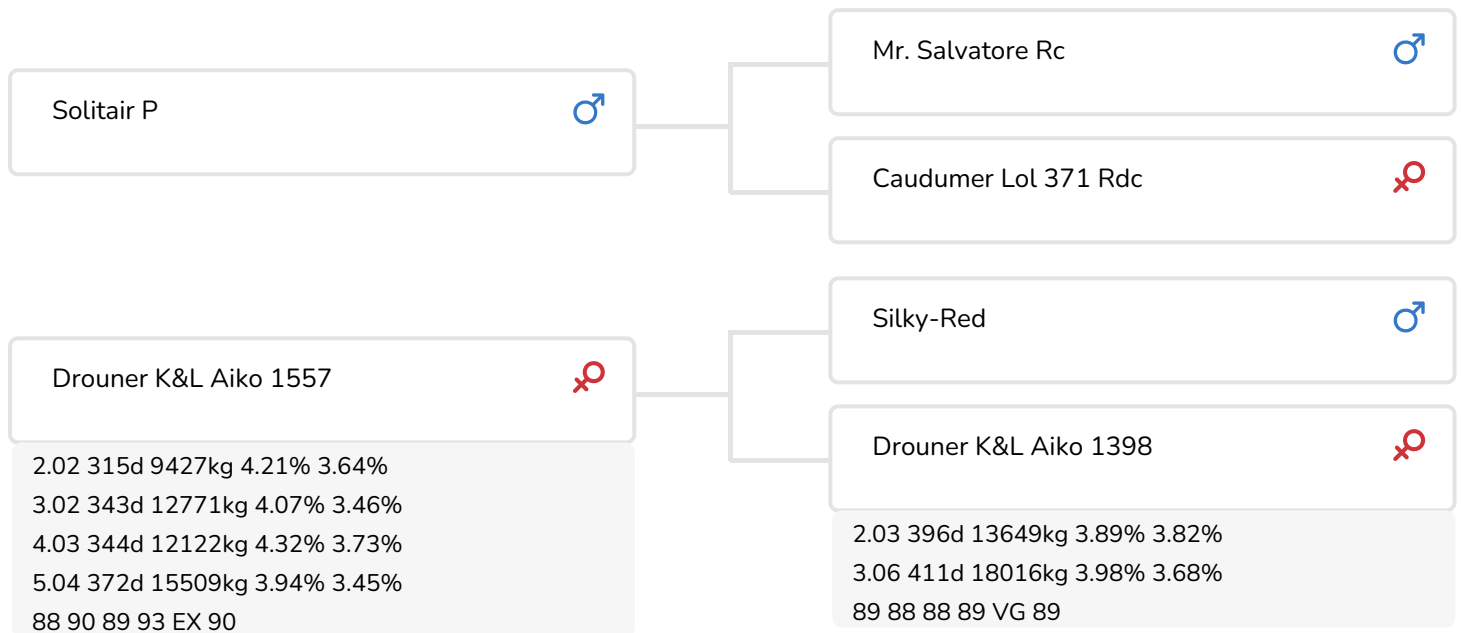 Mr. Salvatore Rc
Solitair P
Caudumer Lol 371 Rdc
Silky-Red
Drouner K&L Aiko 1557
2.02 315d 9427kg 4.21% 3.64%
3.02 343d 12771kg 4.07% 3.46%
4.03 344d 12122kg 4.32% 3.73%
5.04 372d 15509kg 3.94% 3.45%
88 90 89 93 EX 90
Drouner K&L Aiko 1398
2.03 396d 13649kg 3.89% 3.82%
3.06 411d 18016kg 3.98% 3.68%
89 88 88 89 VG 89